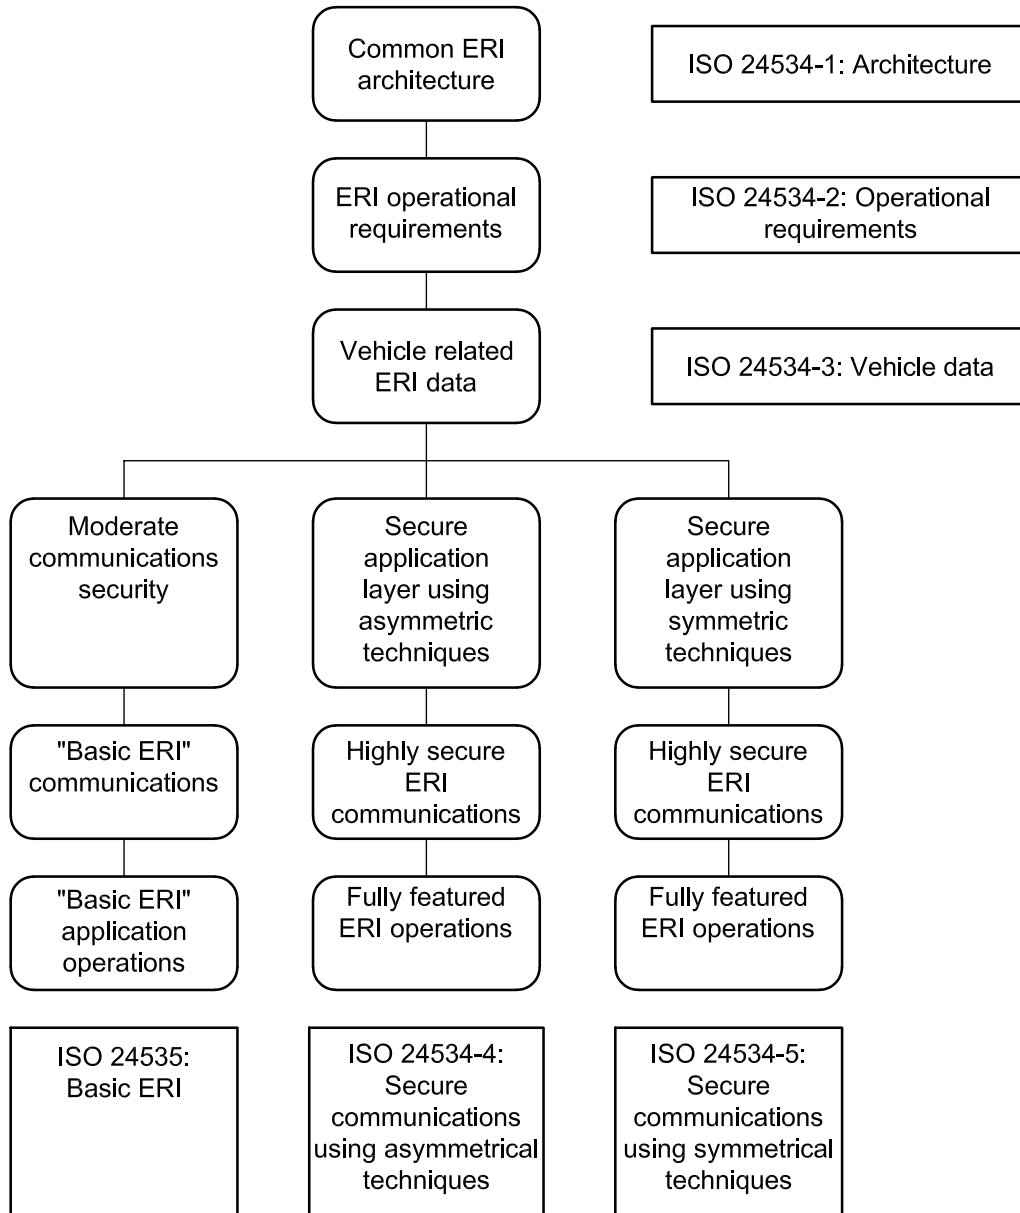 Common ERI
architecture
ISO 24534-1: Architecture
ERI operational
requirements
ISO 24534-2: Operational
requirements
Vehicle related
ERI data
ISO 24534-3: Vehicle data
Moderate
communications
security
Secure
application
layer using
asymmetric
techniques
Secure
application
layer using
symmetric
techniques
"Basic ERI"
communications
Highly secure
ERI
communications
Highly secure
ERI
communications
"Basic ERI"
application
operations
Fully featured
ERI operations
Fully featured
ERI operations
ISO 24535:
Basic ERI
ISO 24534-4:
Secure
communications
using asymmetrical
techniques
ISO 24534-5:
Secure
communications
using symmetrical
techniques